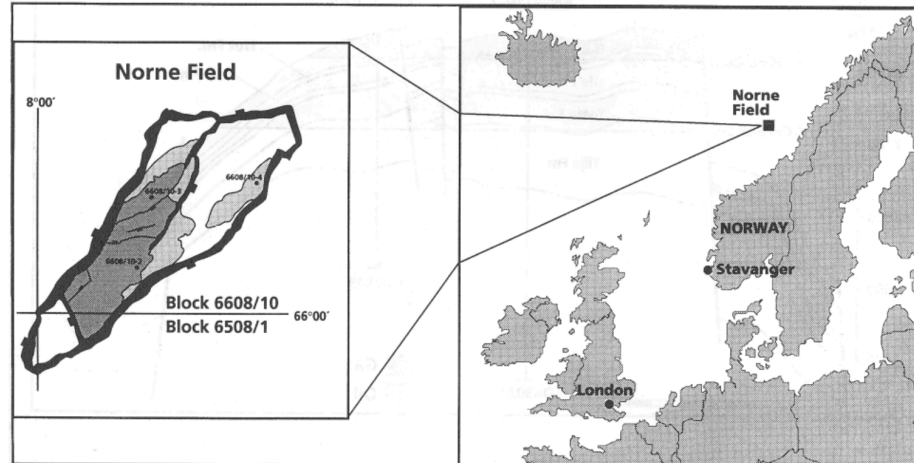 Norne Field
8°00´
6608/10-3
6608/10-4
6608/10-2
Block 6608/10
Block 6508/1
66°00´
Norne
Field
NORWAY
Stavanger
London